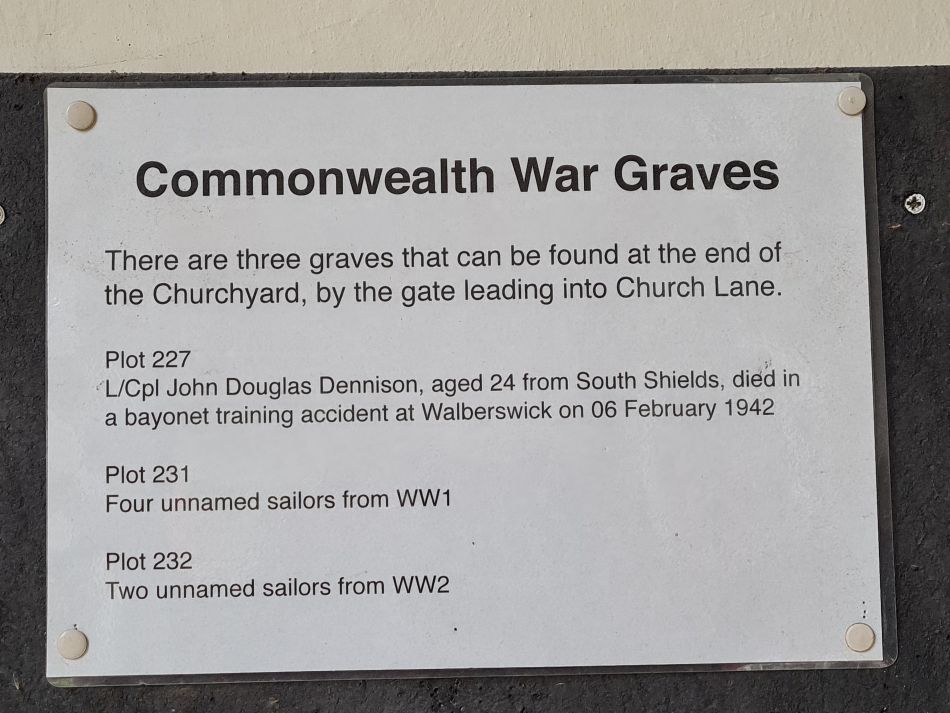 Commonwealth War Graves
There are three graves that can be found at the end of
the Churchyard, by the gate leading into Church Lane.
Plot 227
L/Cpl John Douglas Dennison, aged 24 from South Shields, died in
a bayonet training accident at Walberswick on 06 February 1942
Plot 231
Four unnamed sailors from WW1
Plot 232
Two unnamed sailors from WW2